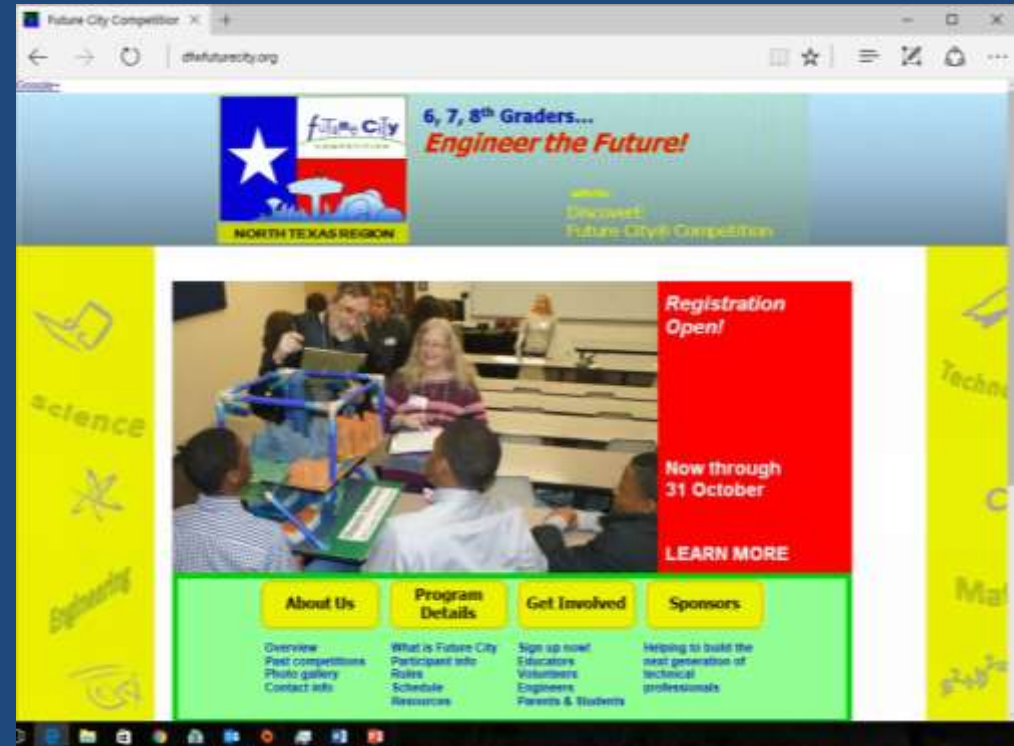 Future City Competition
dfwfuturecity.org
Google+
future City
COMPETITION
NORTH TEXAS REGION
6, 7, 8th Graders...
Engineer the Future!
DiscoverE
Future City® Competition
science
Engineering
Techno
Mat
Registration
Open!
Now through
31 October
LEARN MORE
About Us
Overview
Past competitions
Photo gallery
Contact info
Program
Details
What is Future City
Participant info
Rules
Schedule
Resources
Get Involved
Sign up now!
Educators
Volunteers
Engineers
Parents & Students
Sponsors
Helping to build the
next generation of
technical
professionals